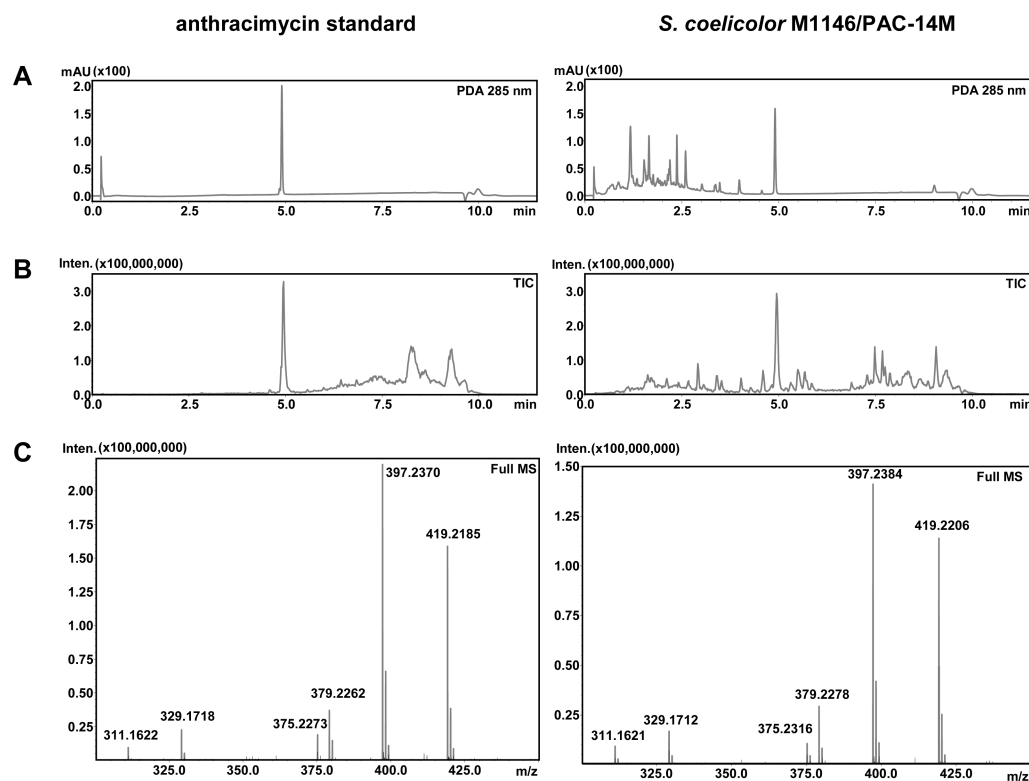 anthracimycin standard
S. coelicolor M1146/PAC-14M
A
mAU (x100)
PDA 285 nm
2.0
1.5
1.0
0.5
0.0
0.0 2.5 5.0 7.5 10.0 min
mAU (x100)
PDA 285 nm
2.0
1.5
1.0
0.5
0.0
0.0 2.5 5.0 7.5 10.0 min
B
Inten. (x100,000,000)
TIC
3.0
2.0
1.0
0.0
0.0 2.5 5.0 7.5 10.0 min
Inten. (x100,000,000)
TIC
3.0
2.0
1.0
0.0
0.0 2.5 5.0 7.5 10.0 min
C
Inten. (x100,000,000)
Full MS
397.2370
2.00
1.75
419.2185
1.50
1.25
1.00
0.75
0.50
379.2262
329.1718
375.2273
0.25
311.1622
325.0 350.0 375.0 400.0 425.0 m/z
Inten. (x100,000,000)
1.50
397.2384
Full MS
1.25
419.2206
1.00
0.75
0.50
379.2278
0.25
329.1712
375.2316
311.1621
325.0 350.0 375.0 400.0 425.0 m/z